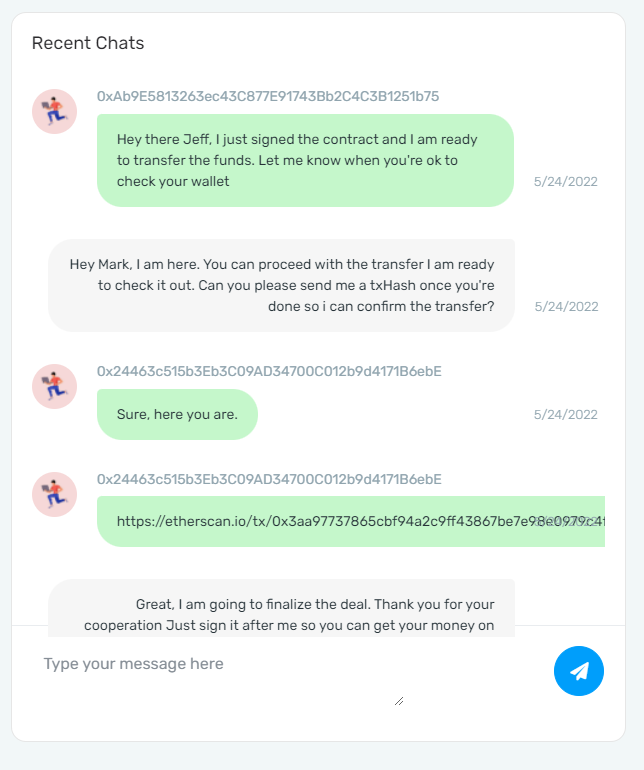 Recent Chats
0xAb9E5813263ec43C877E91743Bb2C4C3B1251b75
Hey there Jeff, I just signed the contract and I am ready
to transfer the funds. Let me know when you're ok to
check your wallet
5/24/2022
Hey Mark, I am here. You can proceed with the transfer I am ready
to check it out. Can you please send me a txHash once you're
done so i can confirm the transfer?
5/24/2022
0x24463c515b3Eb3C09AD34700C012b9d4171B6ebE
Sure, here you are.
5/24/2022
0x24463c515b3Eb3C09AD34700C012b9d4171B6ebE
https://etherscan.io/tx/0x3aa97737865cbf94a2c9ff43867be7e98e0979c4f
Great, I am going to finalize the deal. Thank you for your
cooperation Just sign it after me so you can get your money on
Type your message here